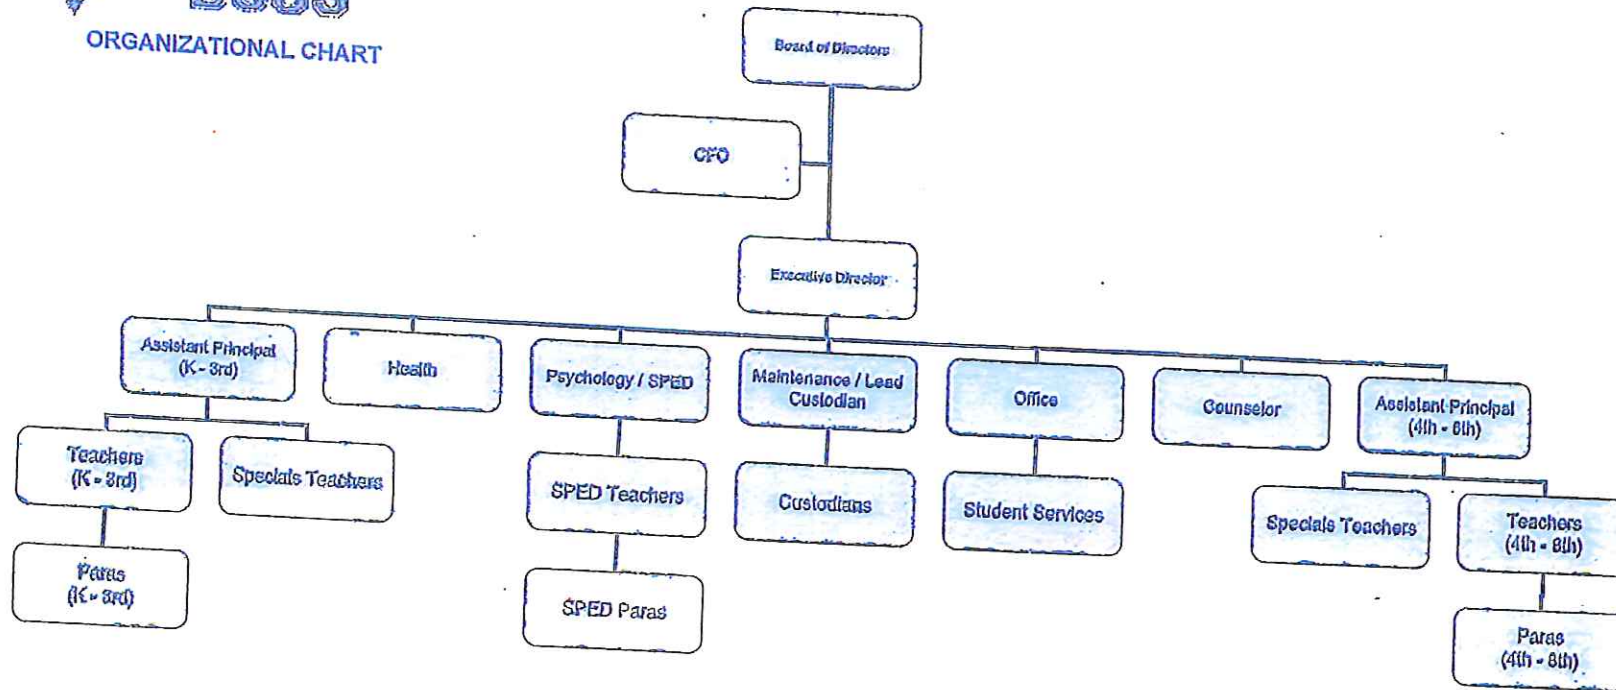 ORGANIZATIONAL CHART
Board of Directors
CFO
Executive Director
Assistant Principal
(K - 3rd)
Health
Psychology / SPED
Maintenance / Lead
Custodian
Office
Counselor
Assistant Principal
(4th - 8th)
Teachers
(K - 3rd)
Specials Teachers
SPED Teachers
Custodians
Student Services
Specials Teachers
Teachers
(4th - 8th)
Paras
(K - 3rd)
SPED Paras
Paras
(4th - 8th)